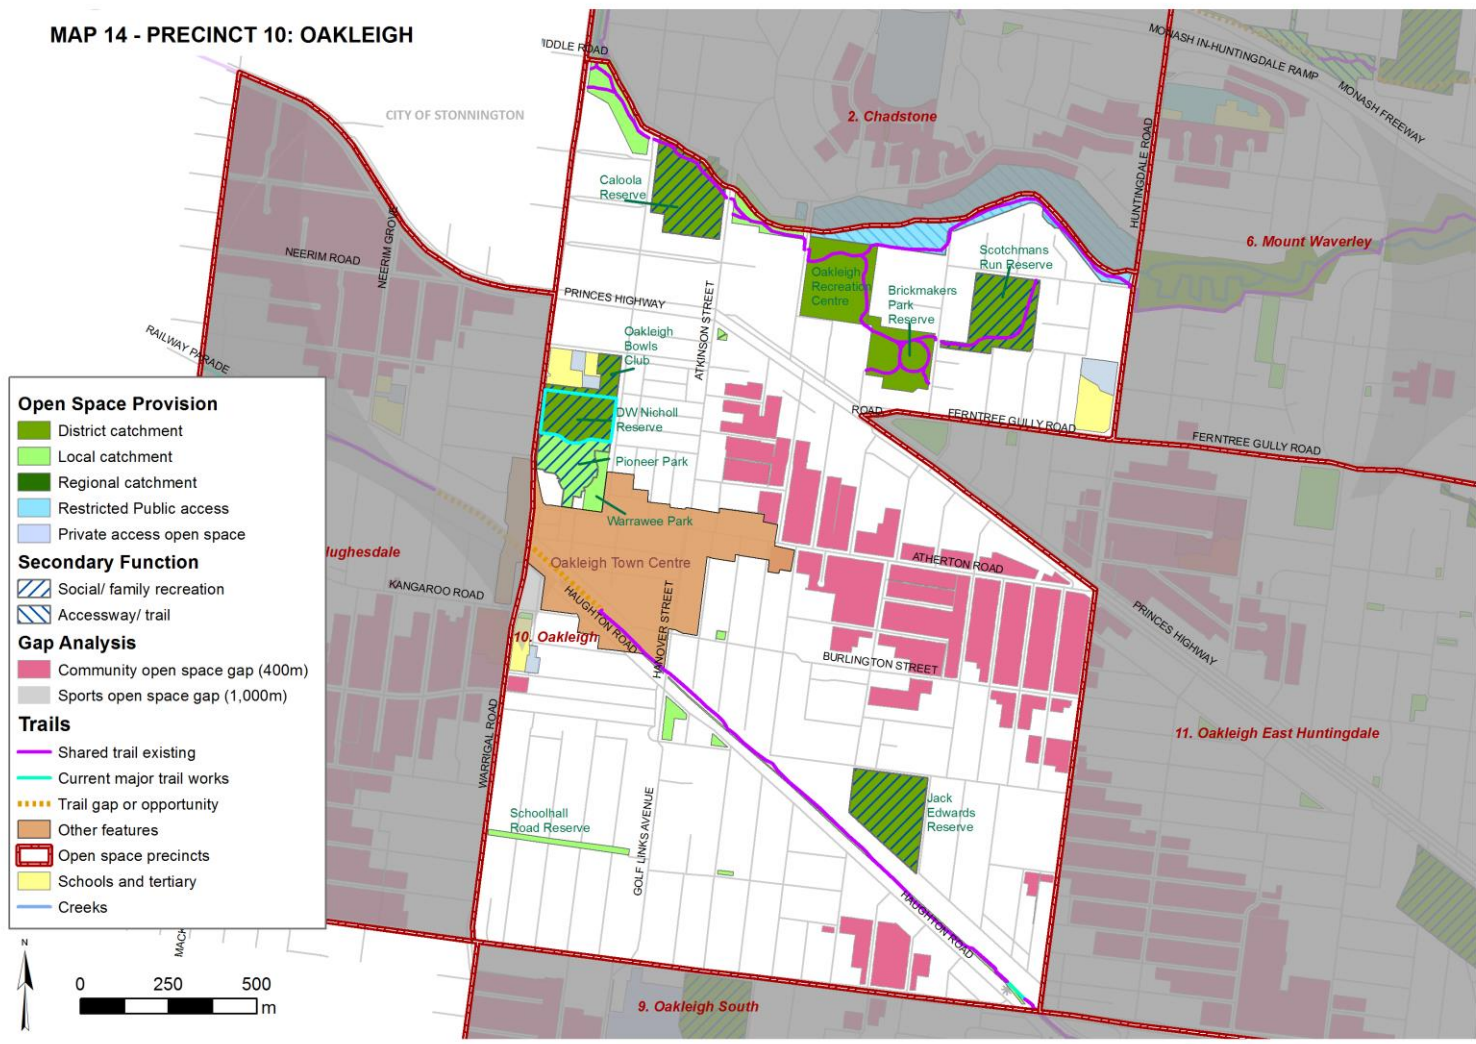 MAP 14 - PRECINCT 10: OAKLEIGH
IDDLE ROAD
MONASH IN-HUNTINGDALE RAMP
MONASH FREEWAY
CITY OF STONNINGTON
2. Chadstone
HUNTINGDALE ROAD
Caloola
Reserve
NEERIM GROVE
NEERIM ROAD
6. Mount Waverley
Scotchmans
Run Reserve
Oakleigh
Recreation
Centre
Brickmakers
Park
Reserve
PRINCES HIGHWAY
ATKINSON STREET
RAILWAY PARADE
Oakleigh
Bowls
Club
DW Nicholl
Reserve
ROAD
FERNTREE GULLY ROAD
FERNTREE GULLY ROAD
Pioneer Park
Warrawee Park
Open Space Provision
District catchment
Local catchment
Regional catchment
Restricted Public access
Private access open space
Secondary Function
Social/ family recreation
Accessway/ trail
Gap Analysis
Community open space gap (400m)
Sports open space gap (1,000m)
Trails
Shared trail existing
Current major trail works
Trail gap or opportunity
Other features
Open space precincts
Schools and tertiary
Creeks
Hughesdale
Oakleigh Town Centre
ATHERTON ROAD
KANGAROO ROAD
HAUGHTON ROAD
HANOVER STREET
10. Oakleigh
PRINCES HIGHWAY
BURLINGTON STREET
WARRIGAL ROAD
11. Oakleigh East Huntingdale
Schoolhall
Road Reserve
GOLF LINKS AVENUE
Jack
Edwards
Reserve
HAUGHTON ROAD
MACK
9. Oakleigh South
N
0 250 500
m